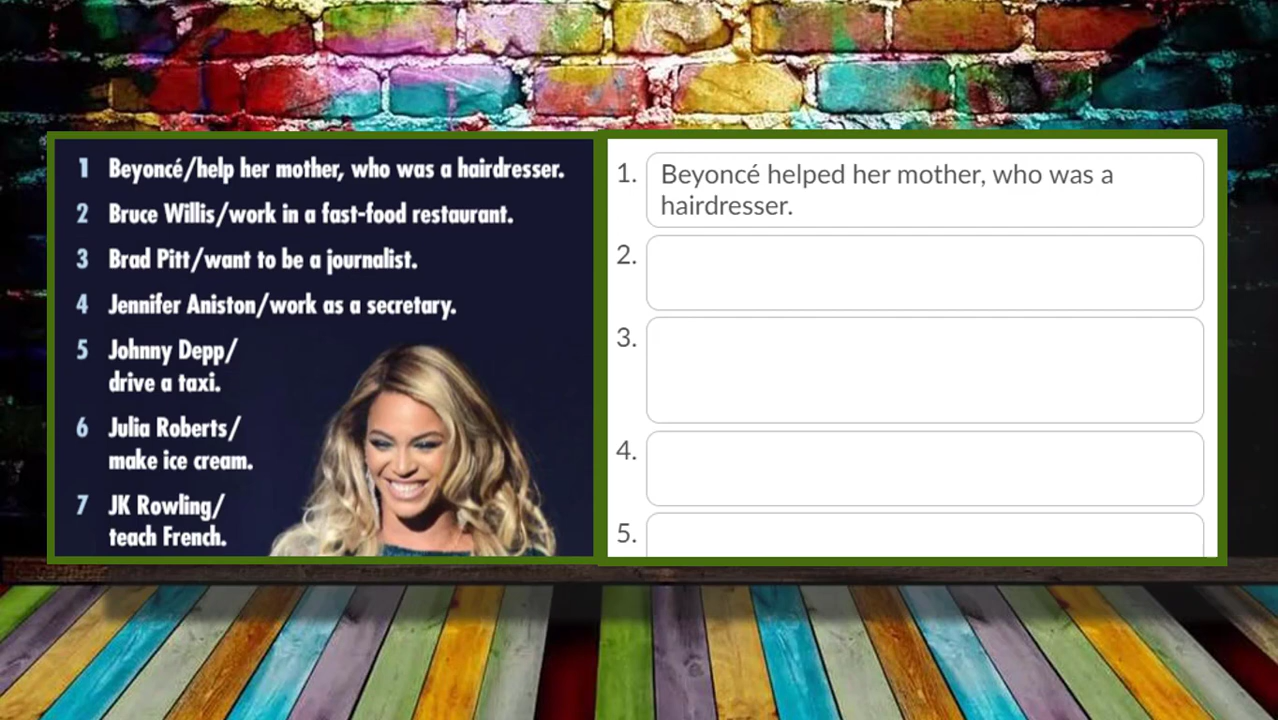 1 Beyoncé/help her mother, who was a hairdresser.
2 Bruce Willis/work in a fast-food restaurant.
3 Brad Pitt/want to be a journalist.
4 Jennifer Aniston/work as a secretary.
5 Johnny Depp/
drive a taxi.
6 Julia Roberts/
make ice cream.
7 JK Rowling/
teach French.
1. Beyoncé helped her mother, who was a
hairdresser.
2.
3.
4.
5.